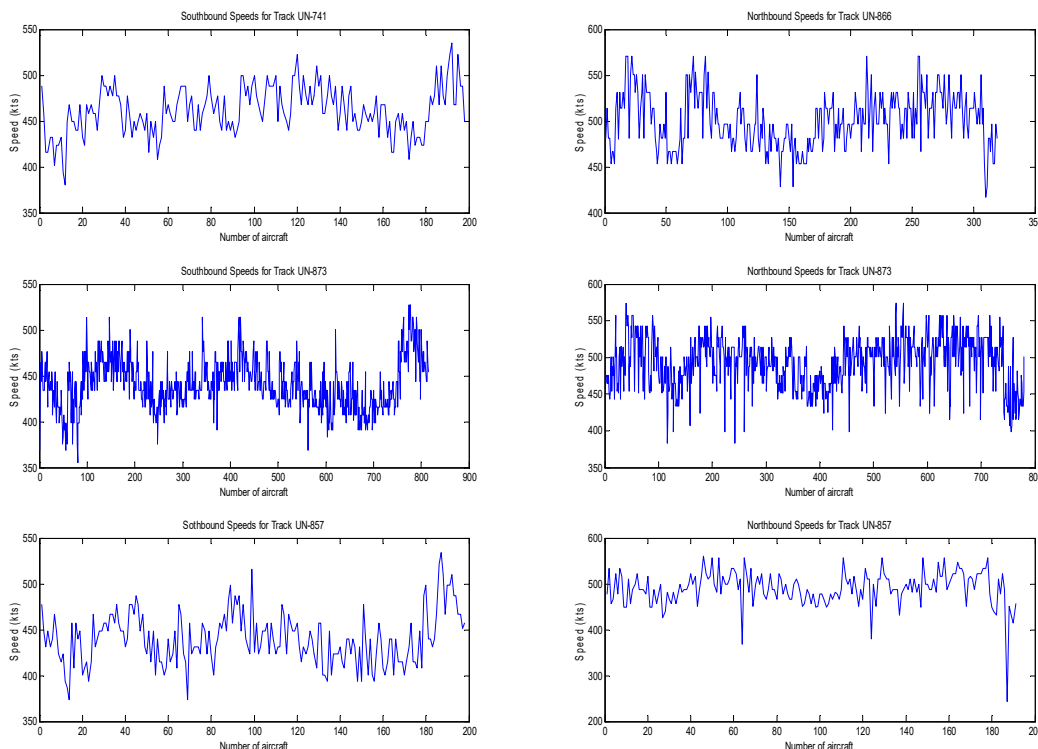 Southbound Speeds for Track UN-741
550
500
450
400
350
Speed (kts)
0 20 40 60 80 100 120 140 160 180 200
Number of aircraft
Northbound Speeds for Track UN-866
600
550
500
450
400
Speed (kts)
0 50 100 150 200 250 300 35
Number of aircraft
Southbound Speeds for Track UN-873
550
500
450
400
350
Speed (kts)
0 100 200 300 400 500 600 700 800 900
Number of aircraft
Northbound Speeds for Track UN-873
600
550
500
450
400
350
Speed (kts)
0 100 200 300 400 500 600 700 80
Number of aircraft
Sothbound Speeds for Track UN-857
550
500
450
400
350
Speed (kts)
0 20 40 60 80 100 120 140 160 180 200
Number of aircraft
Northbound Speeds for Track UN-857
600
500
400
300
200
Speed (kts)
0 20 40 60 80 100 120 140 160 180 20
Number of aircraft